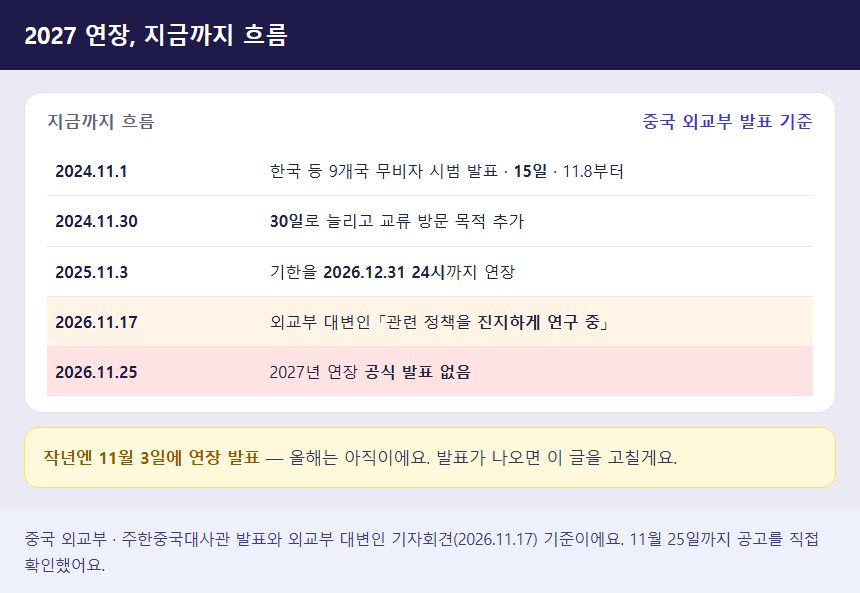 2027 연장, 지금까지 흐름
지금까지 흐름
중국 외교부 발표 기준
2024.11.1 한국 등 9개국 무비자 시범 발표 · 15일 · 11.8부터
2024.11.30 30일로 늘리고 교류 방문 목적 추가
2025.11.3 기한을 2026.12.31 24시까지 연장
2026.11.17 외교부 대변인 「관련 정책을 진지하게 연구 중」
2026.11.25 2027년 연장 공식 발표 없음
작년엔 11월 3일에 연장 발표 — 올해는 아직이에요. 발표가 나오면 이 글을 고칠게요.
중국 외교부 · 주한중국대사관 발표와 외교부 대변인 기자회견(2026.11.17) 기준이에요. 11월 25일까지 공고를 직접
확인했어요.